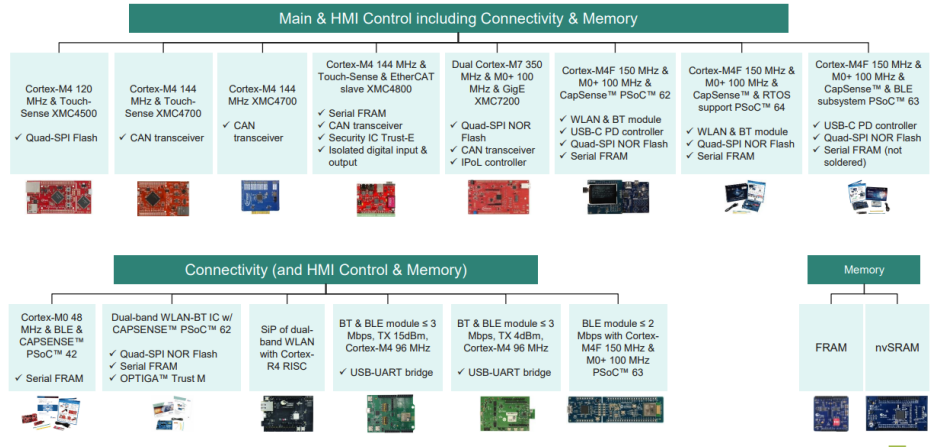 Main & HMI Control including Connectivity & Memory
Cortex-M4 120
MHz & Touch-
Sense XMC4500
✓ Quad-SPI Flash
Cortex-M4 144
MHz & Touch-
Sense XMC4700
✓ CAN transceiver
Cortex-M4 144
MHz XMC4700
✓ CAN
transceiver
Cortex-M4 144 MHz &
Touch-Sense & EtherCAT
slave XMC4800
✓ Serial FRAM
✓ CAN transceiver
✓ Security IC Trust-E
✓ Isolated digital input &
output
Dual Cortex-M7 350
MHz & M0+ 100
MHz & GigE
XMC7200
✓ Quad-SPI NOR
Flash
✓ CAN transceiver
✓ IPoL controller
Cortex-M4F 150 MHz &
M0+ 100 MHz &
CapSense™ PSoC™ 62
✓ WLAN & BT module
✓ USB-C PD controller
✓ Quad-SPI NOR Flash
✓ Serial FRAM
Cortex-M4F 150 MHz &
M0+ 100 MHz &
CapSense™ & RTOS
support PSoC™ 64
✓ WLAN & BT module
✓ Quad-SPI NOR Flash
✓ Serial FRAM
Cortex-M4F 150 MHz &
M0+ 100 MHz &
CapSense™ & BLE
subsystem PSoC™ 63
✓ USB-C PD controller
✓ Quad-SPI NOR Flash
✓ Serial FRAM (not
soldered)
Connectivity (and HMI Control & Memory)
Cortex-M0 48
MHz & BLE &
CAPSENSE™
PSoC™ 42
✓ Serial FRAM
Dual-band WLAN-BT IC w/
CAPSENSE™ PSoC™ 62
✓ Quad-SPI NOR Flash
✓ Serial FRAM
✓ OPTIGA™ Trust M
SiP of dual-
band WLAN
with Cortex-
R4 RISC
BT & BLE module ≤ 3
Mbps, TX 15dBm,
Cortex-M4 96 MHz
✓ USB-UART bridge
BT & BLE module ≤ 3
Mbps, TX 4dBm,
Cortex-M4 96 MHz
✓ USB-UART bridge
BLE module ≤ 2
Mbps with Cortex-
M4F 150 MHz &
M0+ 100 MHz
PSoC™ 63
Memory
FRAM
nvSRAM